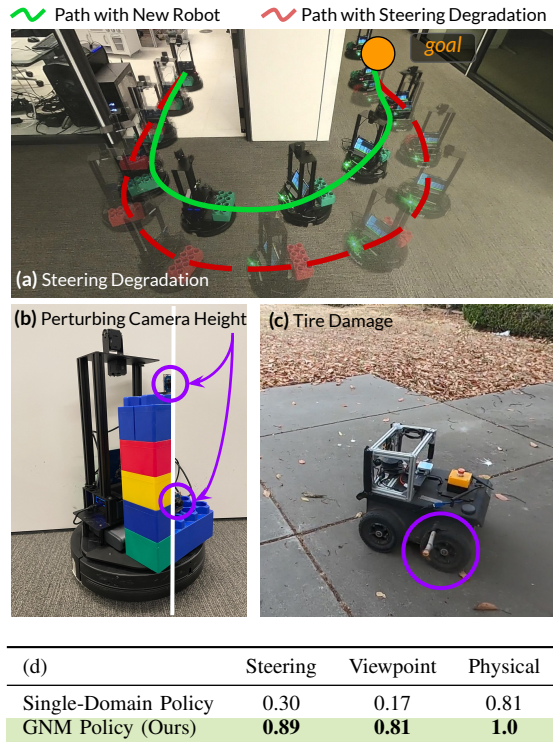 Path with New Robot Path with Steering Degradation
goal
(a) Steering Degradation
(b) Perturbing Camera Height
(c) Tire Damage
(d) Steering Viewpoint Physical
Single-Domain Policy 0.30 0.17 0.81
GNM Policy (Ours) 0.89 0.81 1.0